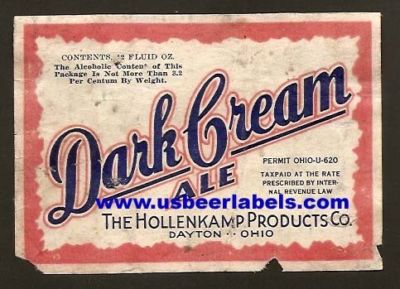 CONTENTS, 12 FLUID OZ.
The Alcoholic Content of This
Package Is Not More Than 3.2
Per Centum By Weight.
Dark Cream
ALE
PERMIT OHIO-U-620
TAXPAID AT THE RATE
PRESCRIBED BY INTER-
NAL REVENUE LAW
www.usbeerlabels.com
THE HOLLENKAMP PRODUCTS CO.
DAYTON·· OHIO